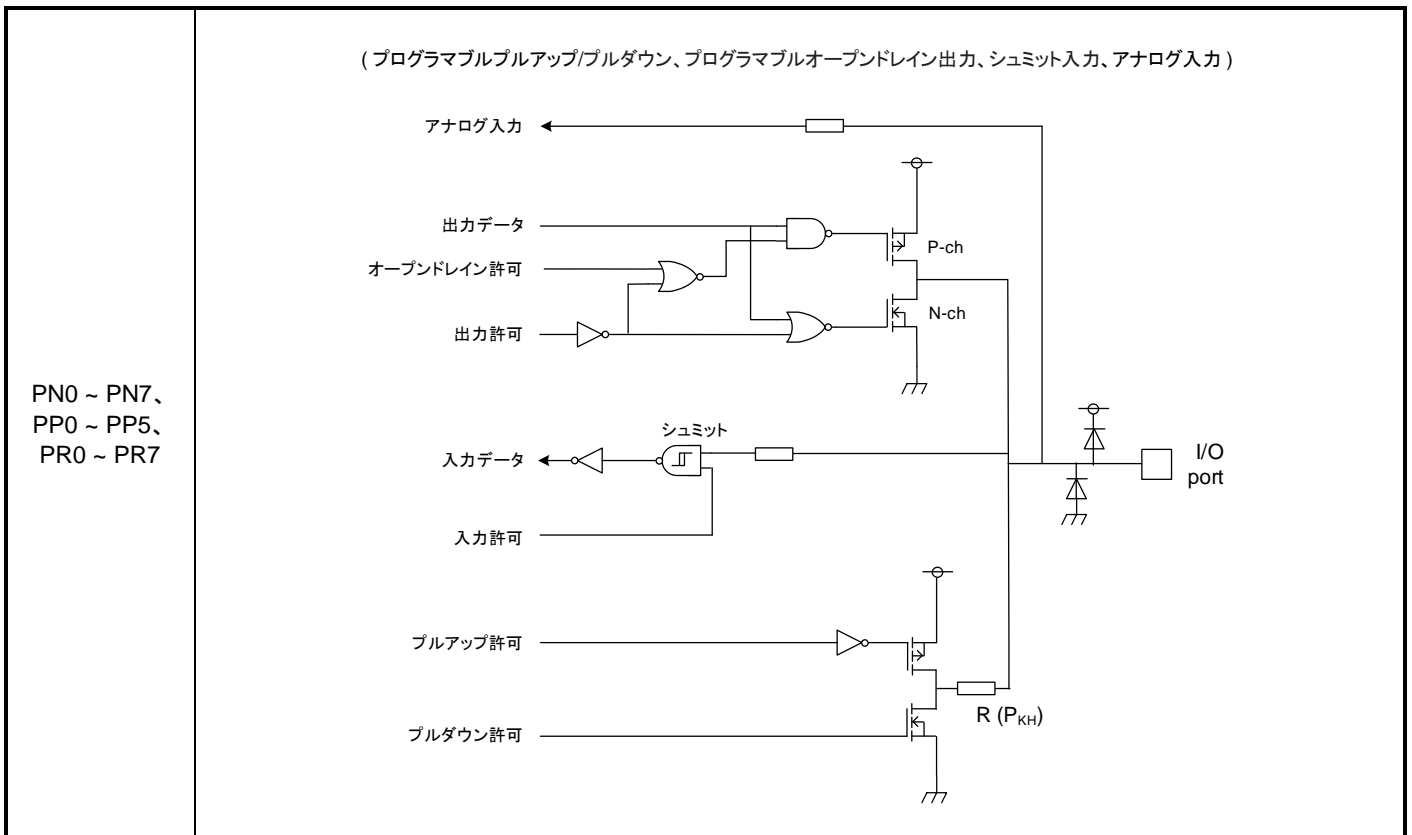 ( プログラマブルプルアップ/プルダウン、プログラマブルオープンドレイン出力、シュミット入力、アナログ入力 )
アナログ入力
出力データ
P-ch
オープンドレイン許可
N-ch
出力許可
PN0 ~ PN7、
PP0 ~ PP5、
PR0 ~ PR7
シュミット
入力データ
I/O
port
入力許可
プルアップ許可
R (PKH)
プルダウン許可